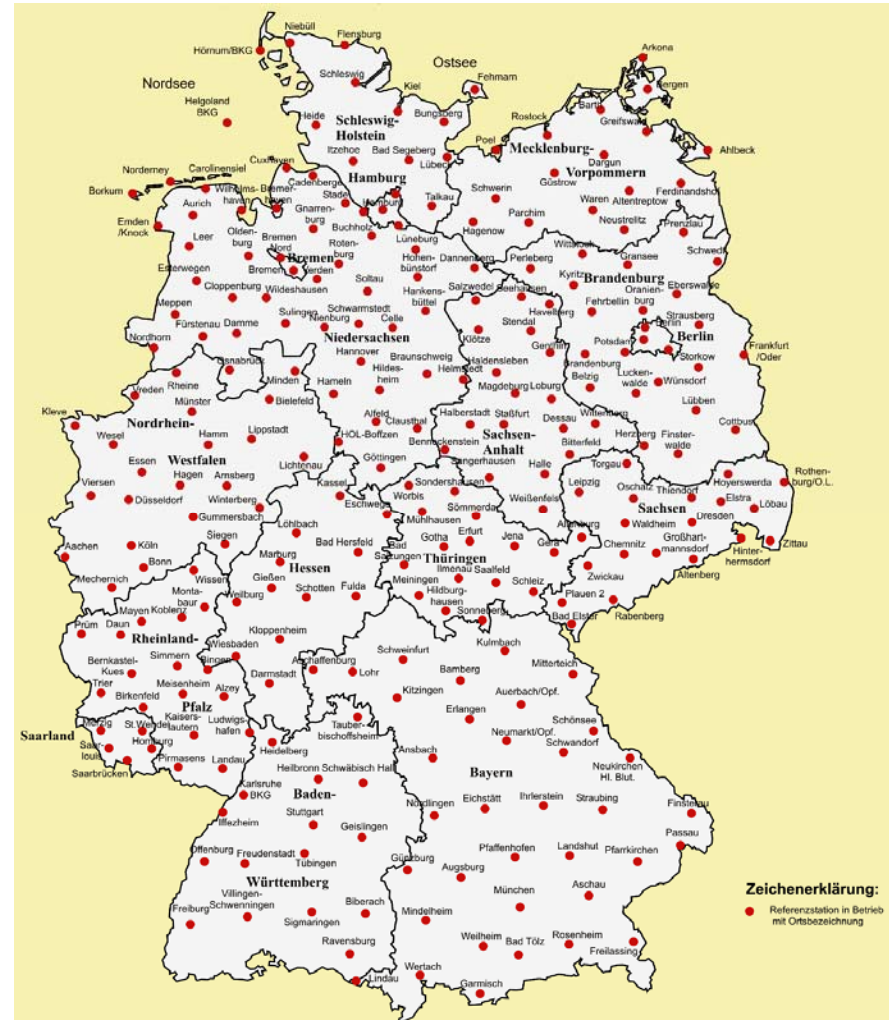 Niebüll
Flensburg
Hörnum/BKG
Arkona
Nordsee
Ostsee
Schleswig
Fehmarn
Bergen
Kiel
Helgoland
BKG
Heide
Schleswig-
Holstein
Bungsberg
Rostock
Barth
Greifswald
Itzehoe
Bad Segeberg
Poel
Mecklenburg-
Vorpommern
Ahlbeck
Cuxhaven
Lübeck
Dargun
Güstrow
Norderney
Carolinensiel
Cadenberge
Hamburg
Borkum
Wilhelms-
haven
Bremer-
haven
Stade
Hamburg
Talkau
Schwerin
Waren
Altentreptow
Ferdinandshof
Aurich
Gnarren-
burg
Parchim
Neustrelitz
Emden
/Knock
Buchholz
Hagenow
Prenzlau
Leer
Olden-
burg
Bremen
Nord
Bremen
Roten-
burg
Lüneburg
Wittstock
Gransee
Schwedt
Hohen-
bünstorf
Dannenberg
Perleberg
Brandenburg
Esterwegen
Bremen
Verden
Kyritz
Oranien-
burg
Eberswalde
Cloppenburg
Wildeshausen
Soltau
Salzwedel
Seehausen
Hankens-
büttel
Havelberg
Fehrbellin
Meppen
Sulingen
Schwarmstedt
Strausberg
Fürstenau
Damme
Nienburg
Celle
Stendal
Berlin
Berlin
Niedersachsen
Klötze
Genthin
Potsdam
Frankfurt
/Oder
Nordhorn
Osnabrück
Hannover
Braunschweig
Haldensleben
Brandenburg
Storkow
Rheine
Minden
Hildes-
heim
Helmstedt
Belzig
Lucken-
walde
Wünsdorf
Vreden
Münster
Bielefeld
Hameln
Magdeburg
Loburg
Lübben
Kleve
Nordrhein-
Westfalen
Alfeld
Clausthal
Halberstadt
Staßfurt
Dessau
Wittenberg
Cottbus
Wesel
Hamm
Lippstadt
HOL-Boffzen
Benneckenstein
Sachsen-
Anhalt
Bitterfeld
Herzberg
Finster-
walde
Essen
Lichtenau
Göttingen
Sangerhausen
Halle
Torgau
Hoyerswerda
Rothen-
burg/O.L.
Viersen
Hagen
Arnsberg
Kassel
Sondershausen
Leipzig
Düsseldorf
Winterberg
Eschwege
Worbis
Weißenfels
Oschatz
Thiendorf
Elstra
Löbau
Gummersbach
Löhlbach
Mühlhausen
Sömmerda
Sachsen
Dresden
Aachen
Köln
Siegen
Bad Hersfeld
Gotha
Erfurt
Jena
Altenburg
Waldheim
Zittau
Bonn
Marburg
Bad
Salzungen
Thüringen
Gera
Chemnitz
Großhart-
mannsdorf
Hinter-
hermsdorf
Mechernich
Wissen
Hessen
Ilmenau
Saalfeld
Altenberg
Gießen
Zwickau
Monta-
baur
Weilburg
Schotten
Fulda
Meiningen
Hildburg-
hausen
Schleiz
Plauen 2
Rabenberg
Mayen
Koblenz
Prüm
Daun
Rheinland-
Pfalz
Kloppenheim
Sonneberg
Bad Elster
Wiesbaden
Bernkastel-
Kues
Simmern
Bingen
Aschaffenburg
Schweinfurt
Kulmbach
Mitterteich
Trier
Meisenheim
Darmstadt
Lohr
Bamberg
Birkenfeld
Alzey
Kitzingen
Auerbach/Opf.
Saarland
Merzig
St.Wendel
Kaisers-
lautern
Ludwigs-
hafen
Tauber-
bischoffsheim
Erlangen
Schönsee
Saar-
louis
Homburg
Heidelberg
Ansbach
Neumarkt/Opf.
Schwandorf
Saarbrücken
Pirmasens
Landau
Heilbronn
Schwäbisch Hall
Bayern
Neukirchen
Hl. Blut.
Karlsruhe
BKG
Baden-
Württemberg
Nördlingen
Eichstätt
Ihrlerstein
Straubing
Finsterau
Iffezheim
Stuttgart
Geislingen
Passau
Offenburg
Freudenstadt
Tübingen
Günzburg
Pfaffenhofen
Landshut
Pfarrkirchen
Augsburg
Villingen-
Schwenningen
Biberach
München
Aschau
Zeichenerklärung:
Freiburg
Sigmaringen
Mindelheim
Referenzstation in Betrieb
mit Ortsbezeichnung
Ravensburg
Weilheim
Bad Tölz
Rosenheim
Freilassing
Lindau
Wertach
Garmisch